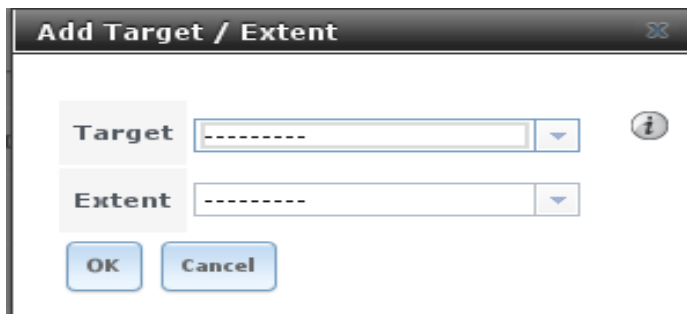 Add Target / Extent
Target ---------
Extent ---------
OK Cancel